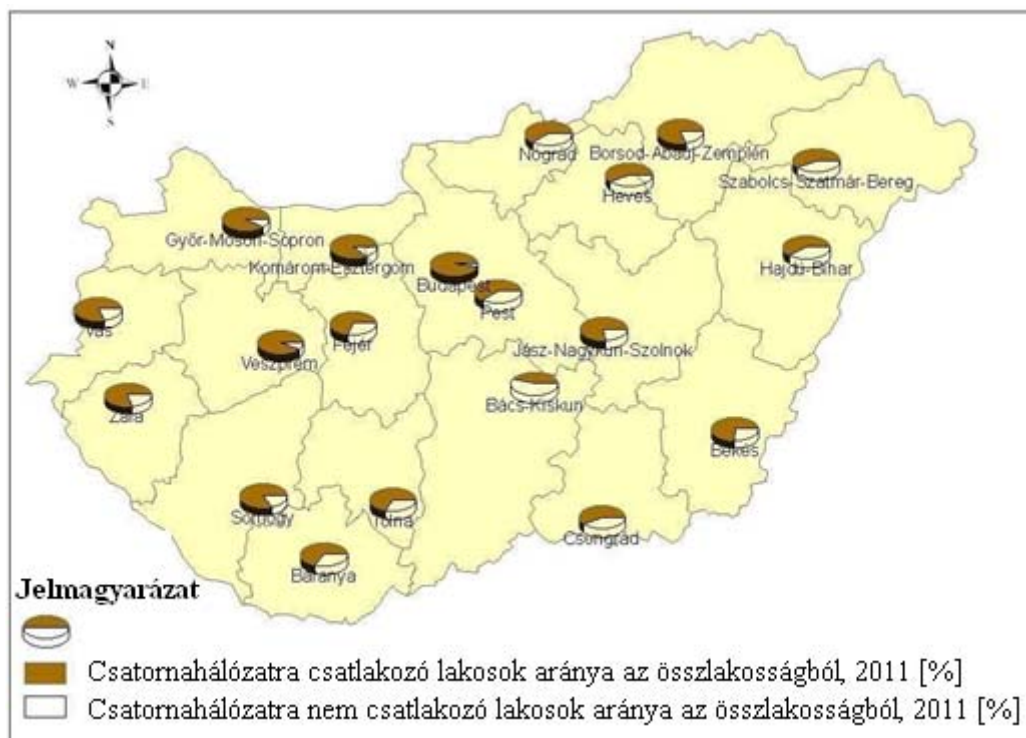 N
W E
S
Nógrád
Borsod-Abaúj-Zemplén
Szabolcs-Szatmár-Bereg
Heves
Győr-Moson-Sopron
Komárom-Esztergom
Budapest
Hajdú-Bihar
Pest
Vas
Veszprém
Fejér
Jász-Nagykun-Szolnok
Bács-Kiskun
Zala
Békés
Somogy
Tolna
Csongrád
Baranya
Jelmagyarázat
Csatornahálózatra csatlakozó lakosok aránya az összlakosságból, 2011 [%]
Csatornahálózatra nem csatlakozó lakosok aránya az összlakosságból, 2011 [%]